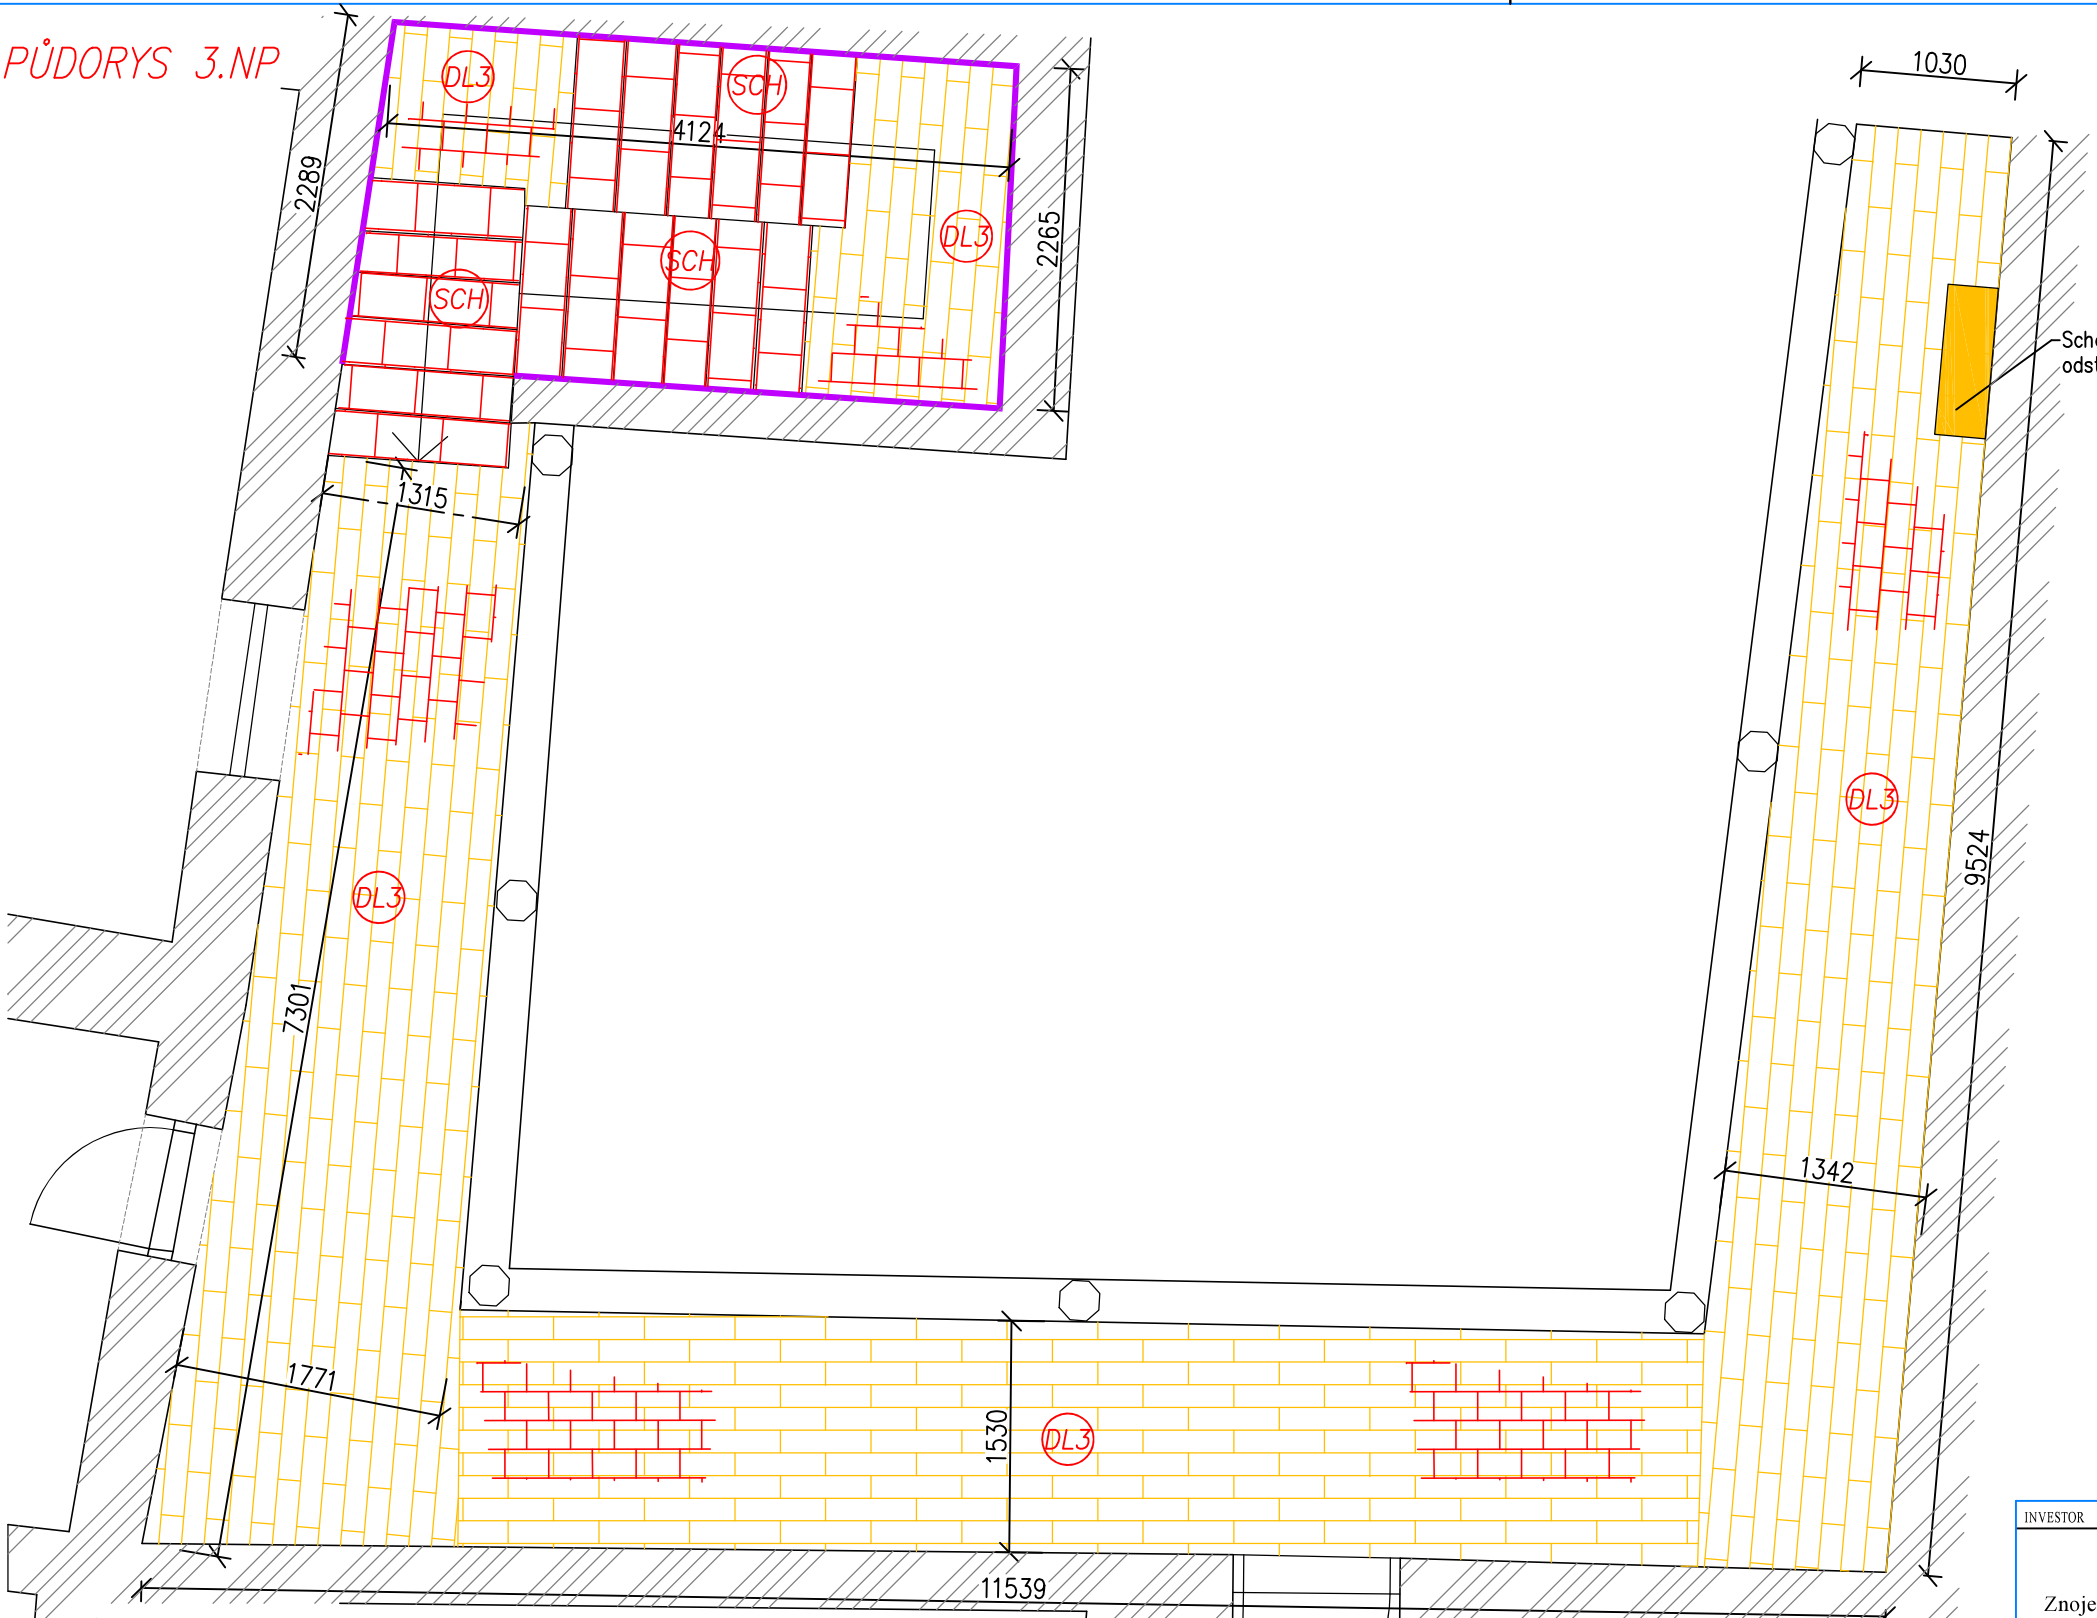 PŮDORYS 3.NP
1030
DL3
SCH
4124
2289
2265
DL3
SCH
SCH
1315
DL3
9524
DL3
7301
1342
1771
1530
DL3
11539
INVESTOR